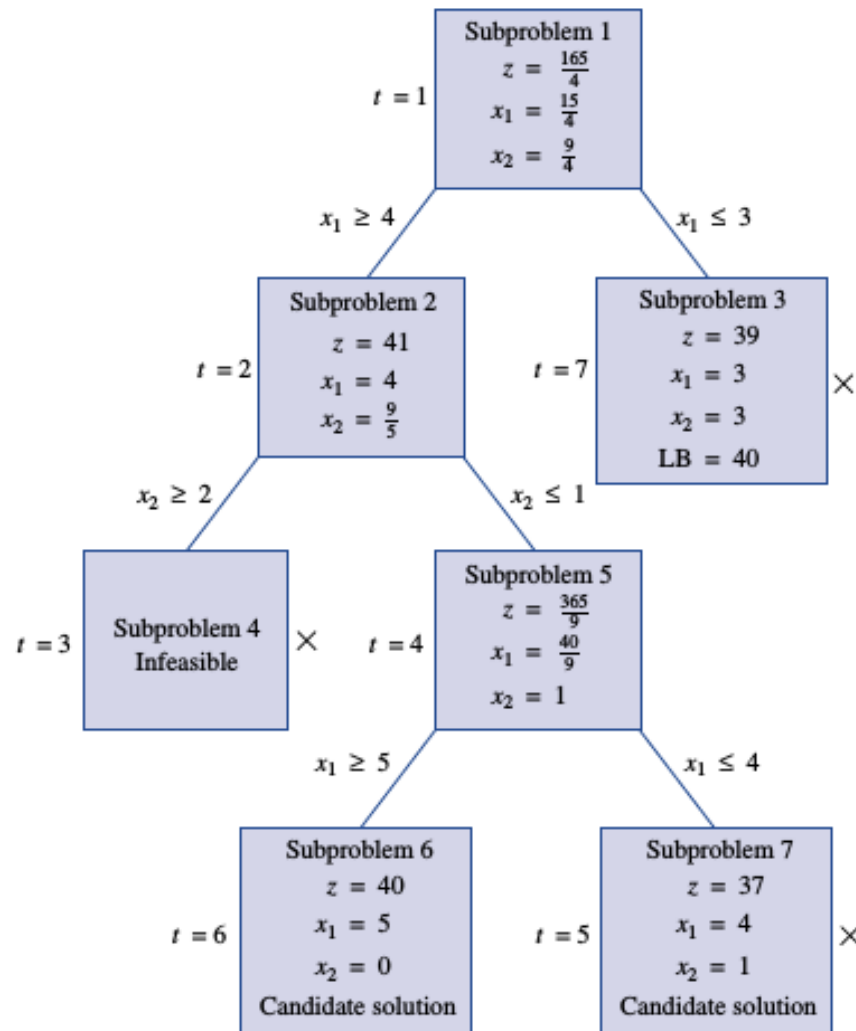 Subproblem 1
z = 165/4
t = 1
x₁ = 15/4
x₂ = 9/4
x₁ ≥ 4
x₁ ≤ 3
Subproblem 2
z = 41
t = 2
x₁ = 4
x₂ = 9/5
Subproblem 3
z = 39
t = 7
x₁ = 3
×
x₂ = 3
LB = 40
x₂ ≥ 2
x₂ ≤ 1
t = 3
Subproblem 4
Infeasible
×
Subproblem 5
z = 365/9
t = 4
x₁ = 40/9
x₂ = 1
x₁ ≥ 5
x₁ ≤ 4
Subproblem 6
z = 40
t = 6
x₁ = 5
x₂ = 0
Candidate solution
Subproblem 7
z = 37
t = 5
x₁ = 4
×
x₂ = 1
Candidate solution